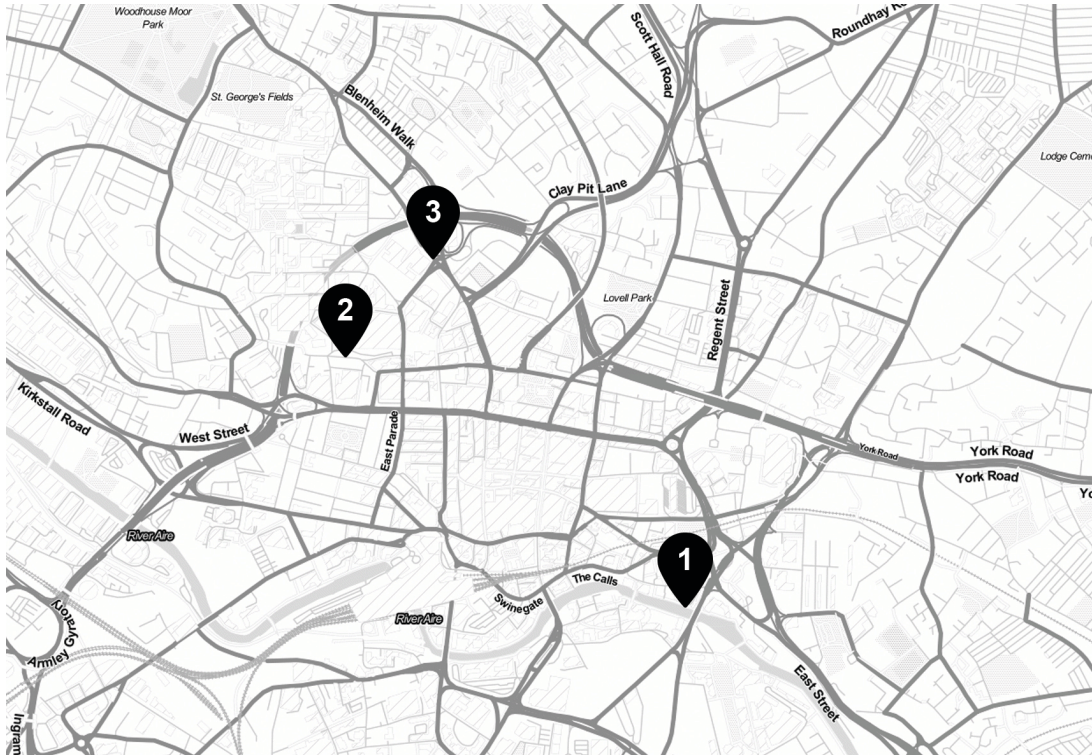 Woodhouse Moor
Park
Scott Hall Road
Roundhay
St. George's Fields
Blenheim Walk
Lodge
Clay Pit Lane
3
2
Lovell Park
Regent Street
Kirkstall Road
West Street
East Parade
York Road
York Road
York Road
River Aire
1
The Calls
Swinegate
River Aire
Armley Gyratory
East Street
Ingram